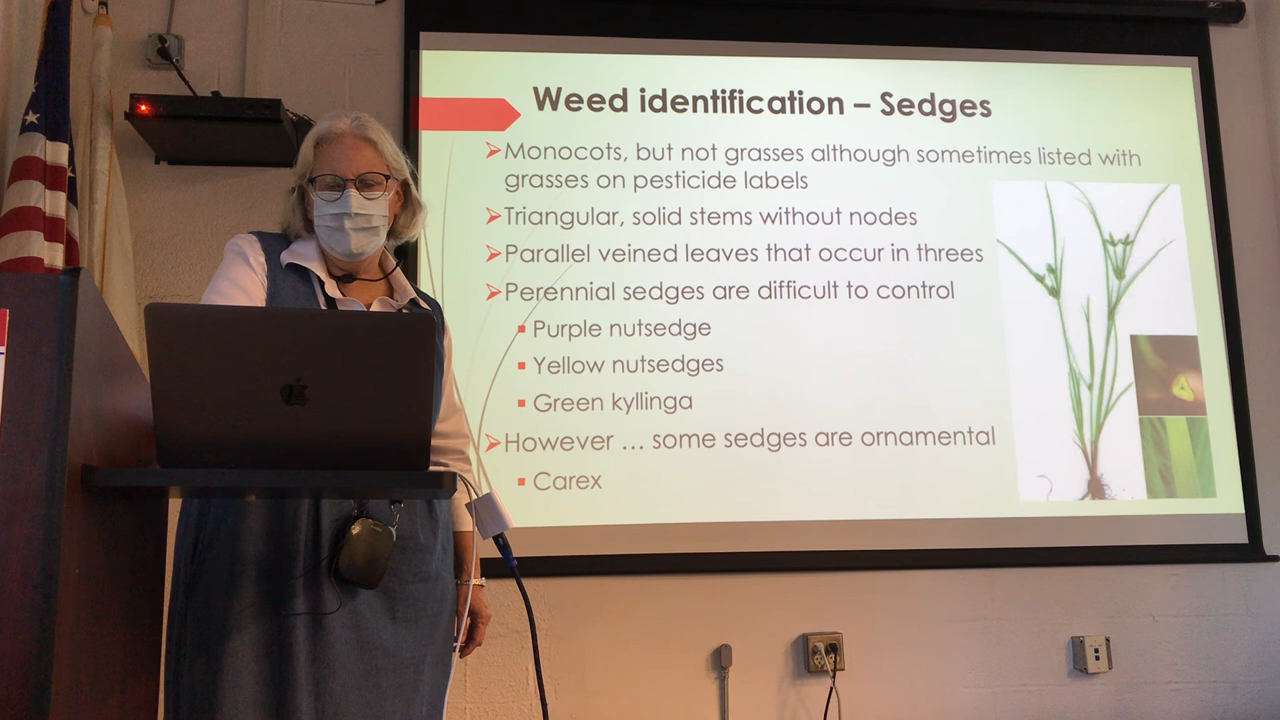 Weed identification – Sedges
Monocots, but not grasses although sometimes listed with
grasses on pesticide labels
Triangular, solid stems without nodes
Parallel veined leaves that occur in threes
Perennial sedges are difficult to control
Purple nutsedge
Yellow nutsedges
Green kyllinga
However … some sedges are ornamental
Carex